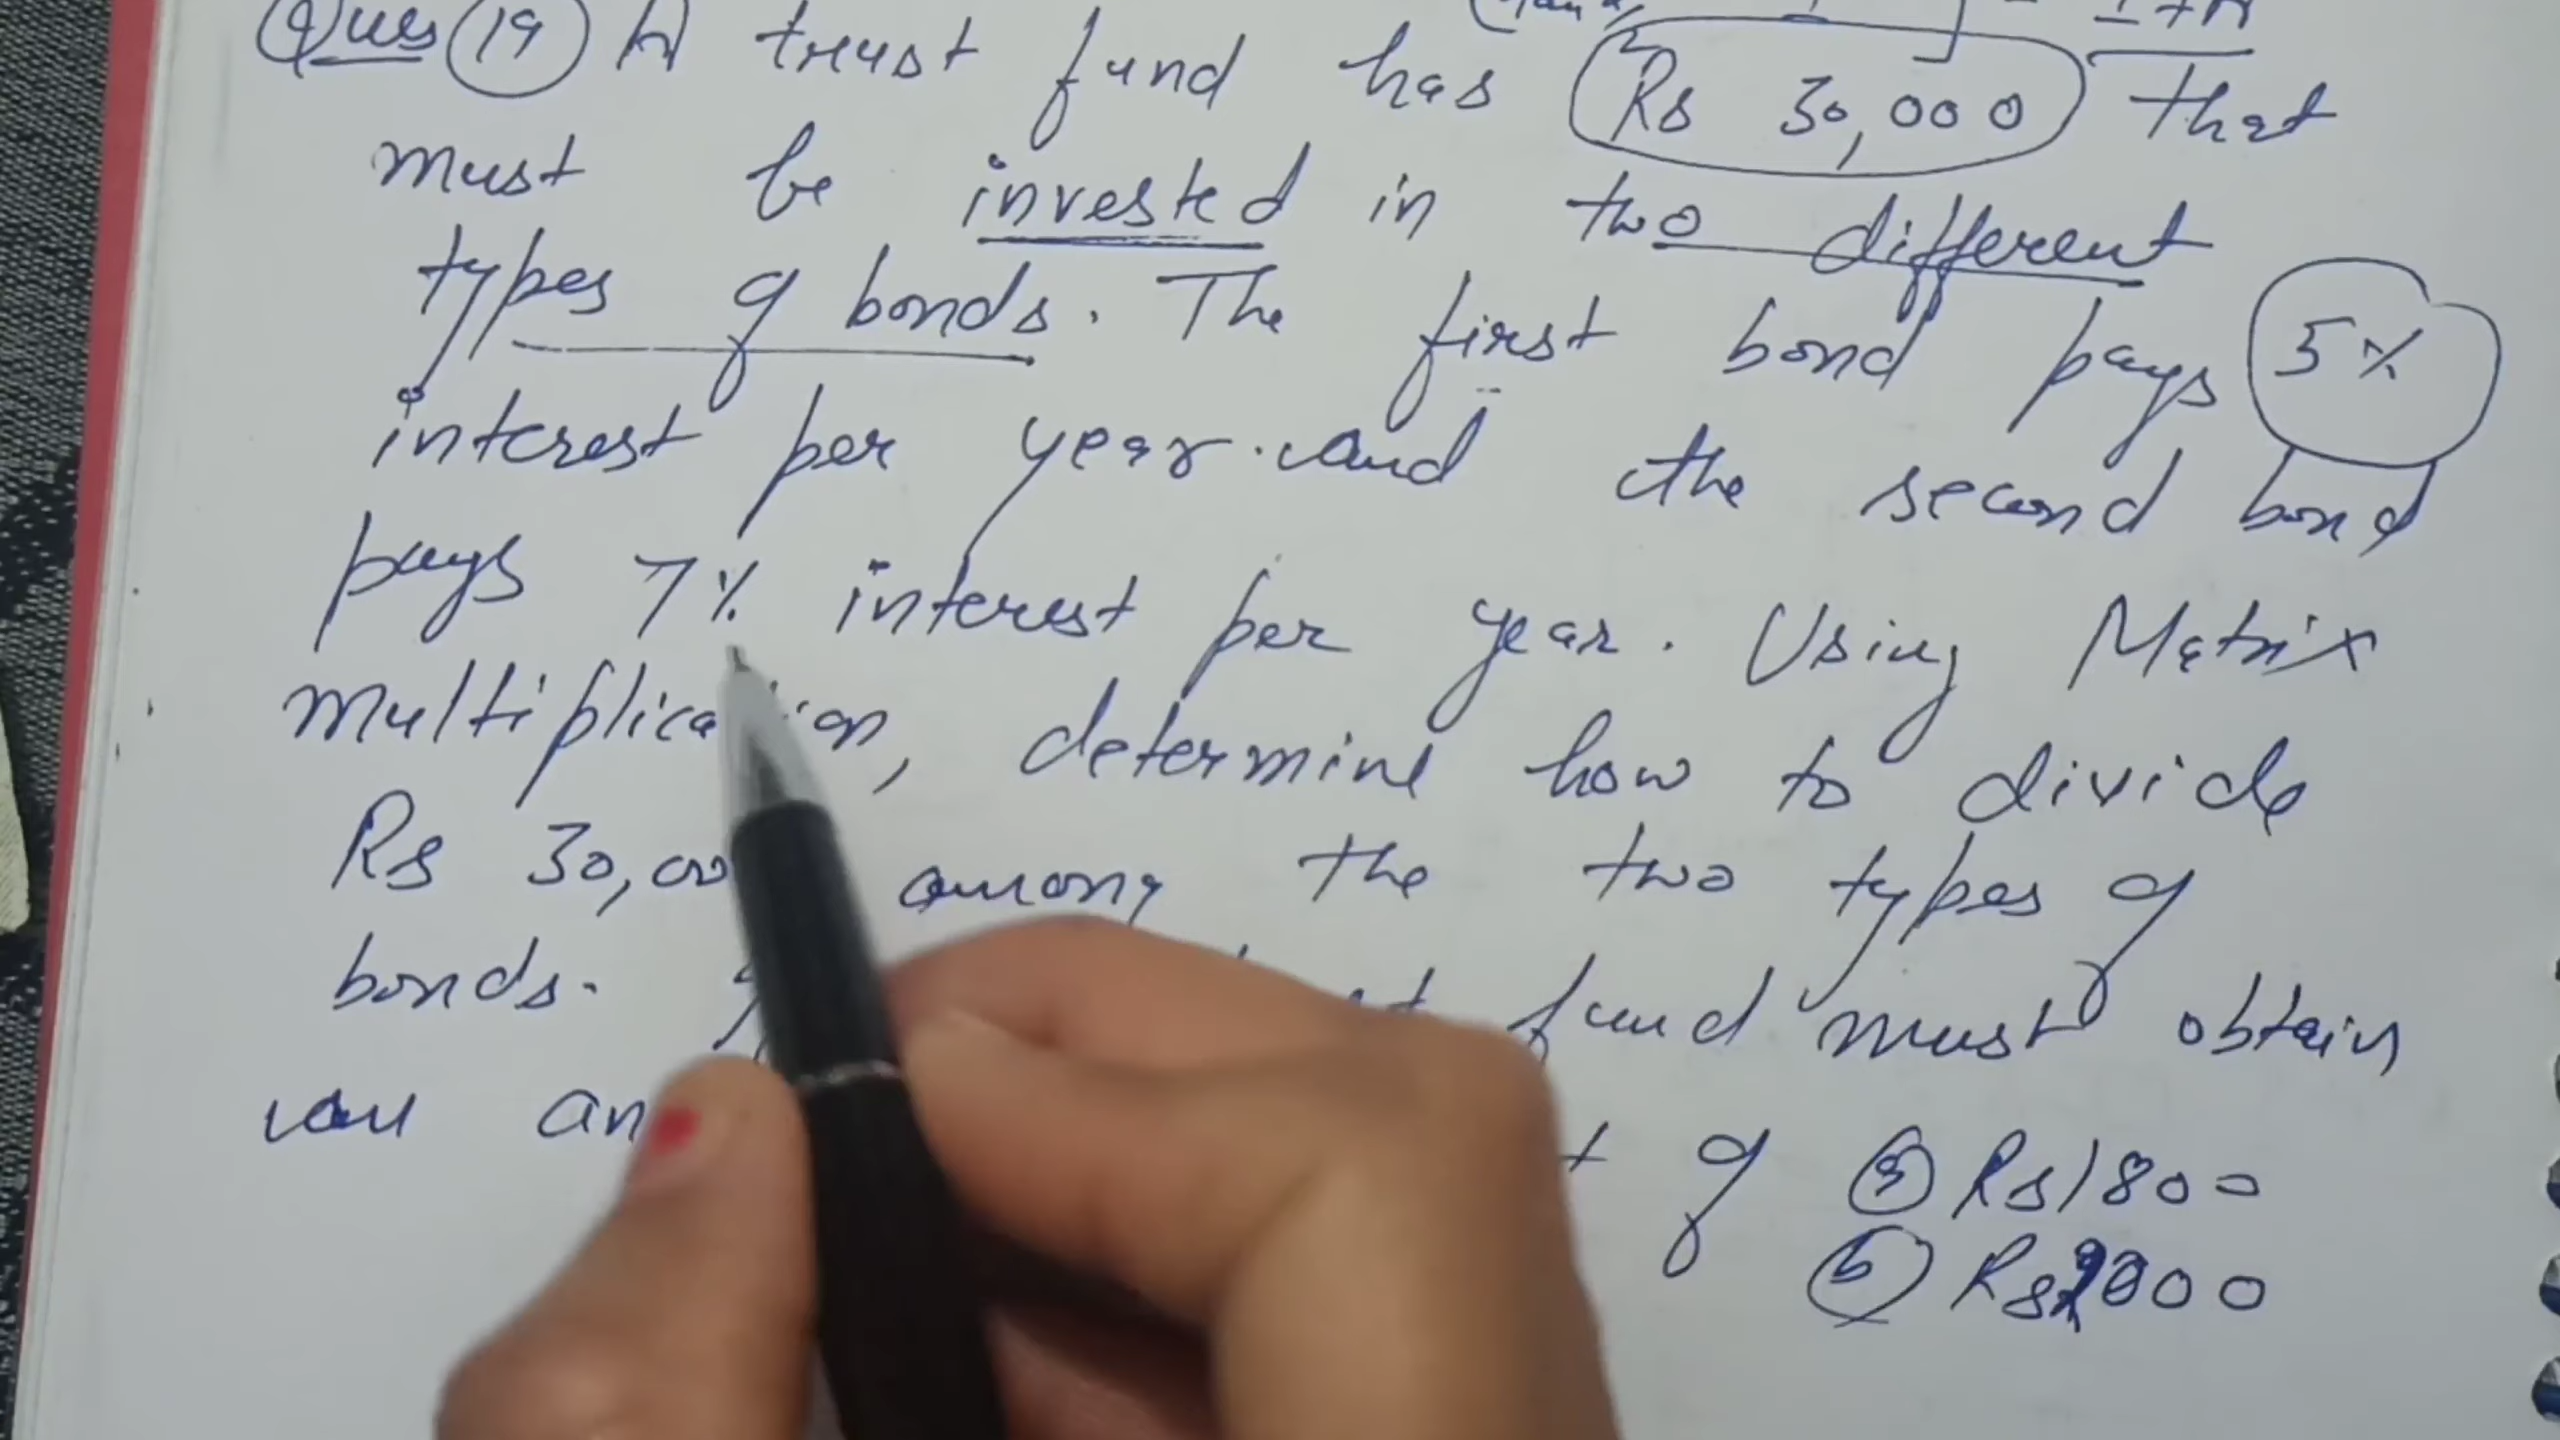 Ques 19 A trust fund has Rs 30,000 that
must be invested in two different
types of bonds. The first bond pays 5%
interest per year. and the second bond
pays 7% interest per year. Using Matrix
multiplication, determine how to divide
Rs 30,000 among the two types of
bonds. fund must obtain
an an of (a) Rs 1800
(b) Rs 2000